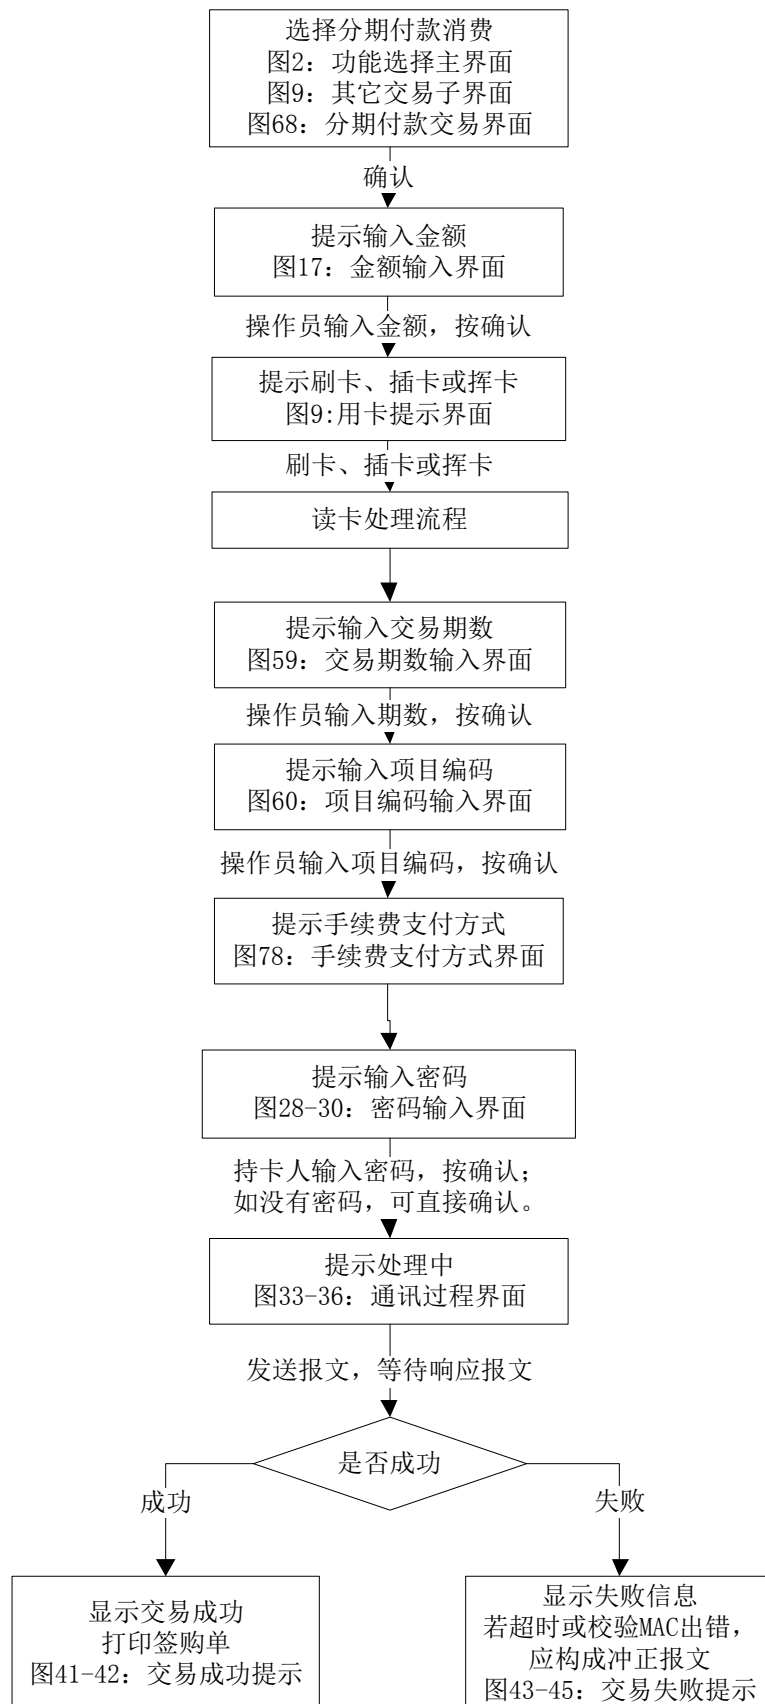 选择分期付款消费
图2：功能选择主界面
图9：其它交易子界面
图68：分期付款交易界面
确认
提示输入金额
图17：金额输入界面
操作员输入金额，按确认
提示刷卡、插卡或挥卡
图9:用卡提示界面
刷卡、插卡或挥卡
读卡处理流程
提示输入交易期数
图59：交易期数输入界面
操作员输入期数，按确认
提示输入项目编码
图60：项目编码输入界面
操作员输入项目编码，按确认
提示手续费支付方式
图78：手续费支付方式界面
提示输入密码
图28-30：密码输入界面
持卡人输入密码，按确认；
如没有密码，可直接确认。
提示处理中
图33-36：通讯过程界面
发送报文，等待响应报文
是否成功
成功
失败
显示交易成功
打印签购单
图41-42：交易成功提示
显示失败信息
若超时或校验MAC出错，
应构成冲正报文
图43-45：交易失败提示